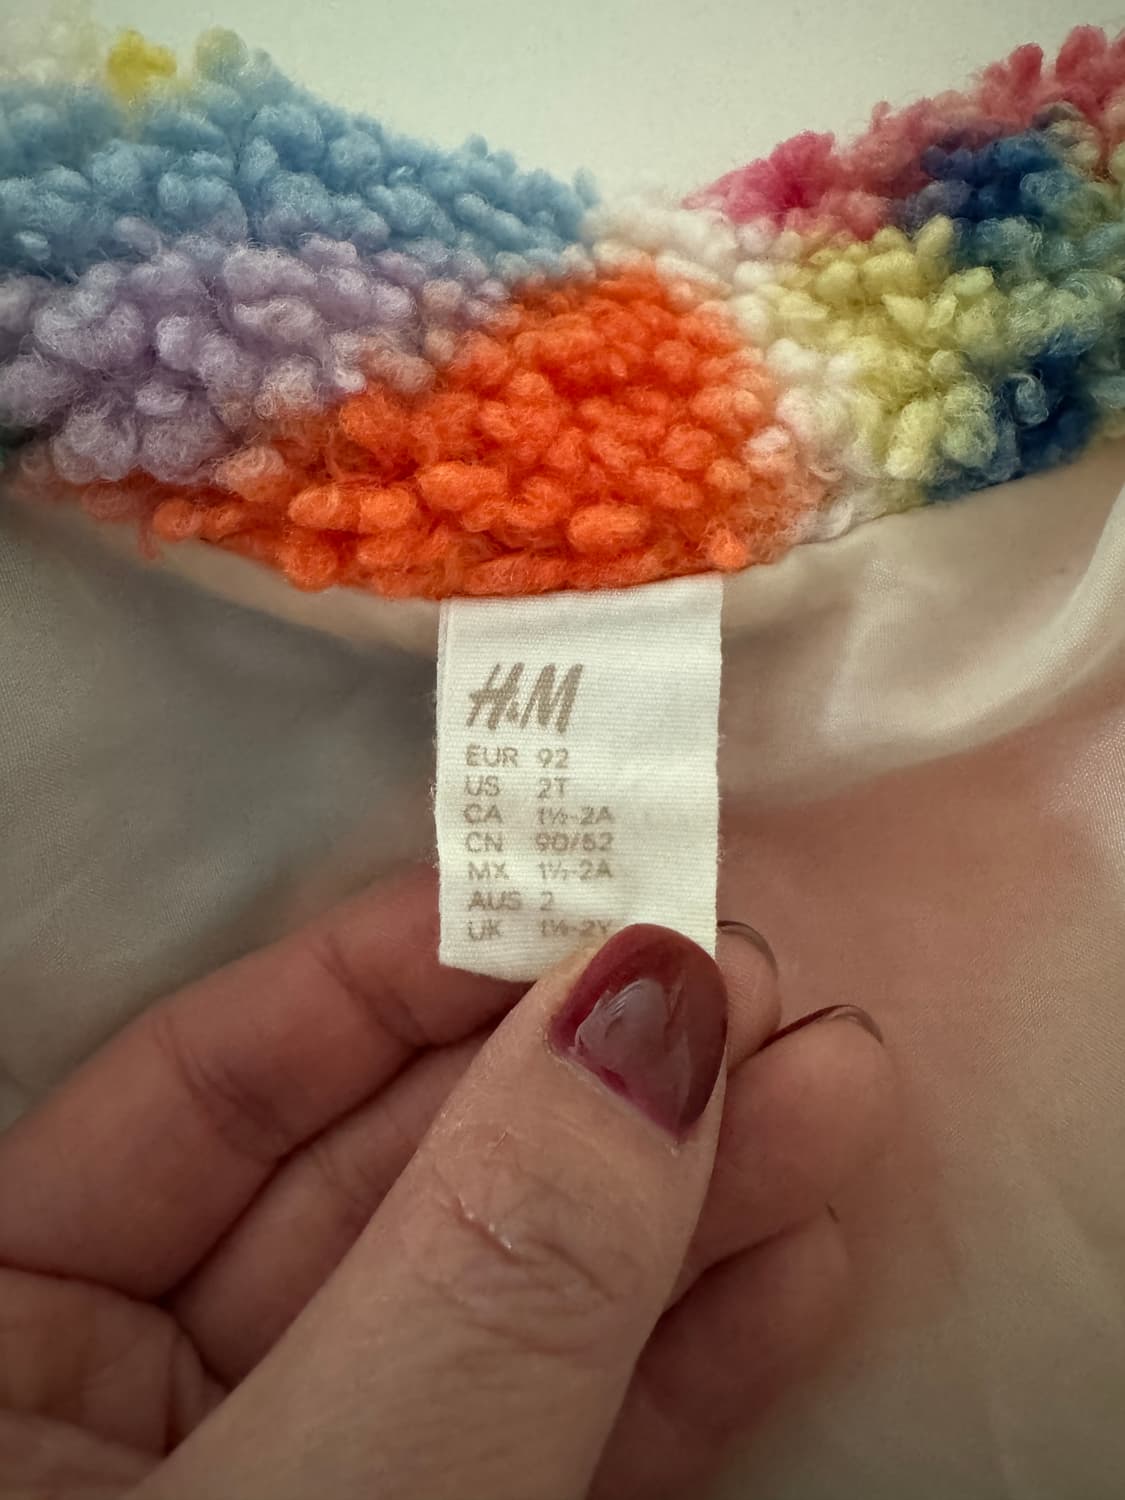 H&M
EUR 92
US 2T
CA 1½-2A
CN 90/52
MX 1½-2A
AUS 2
UK 1½-2Y